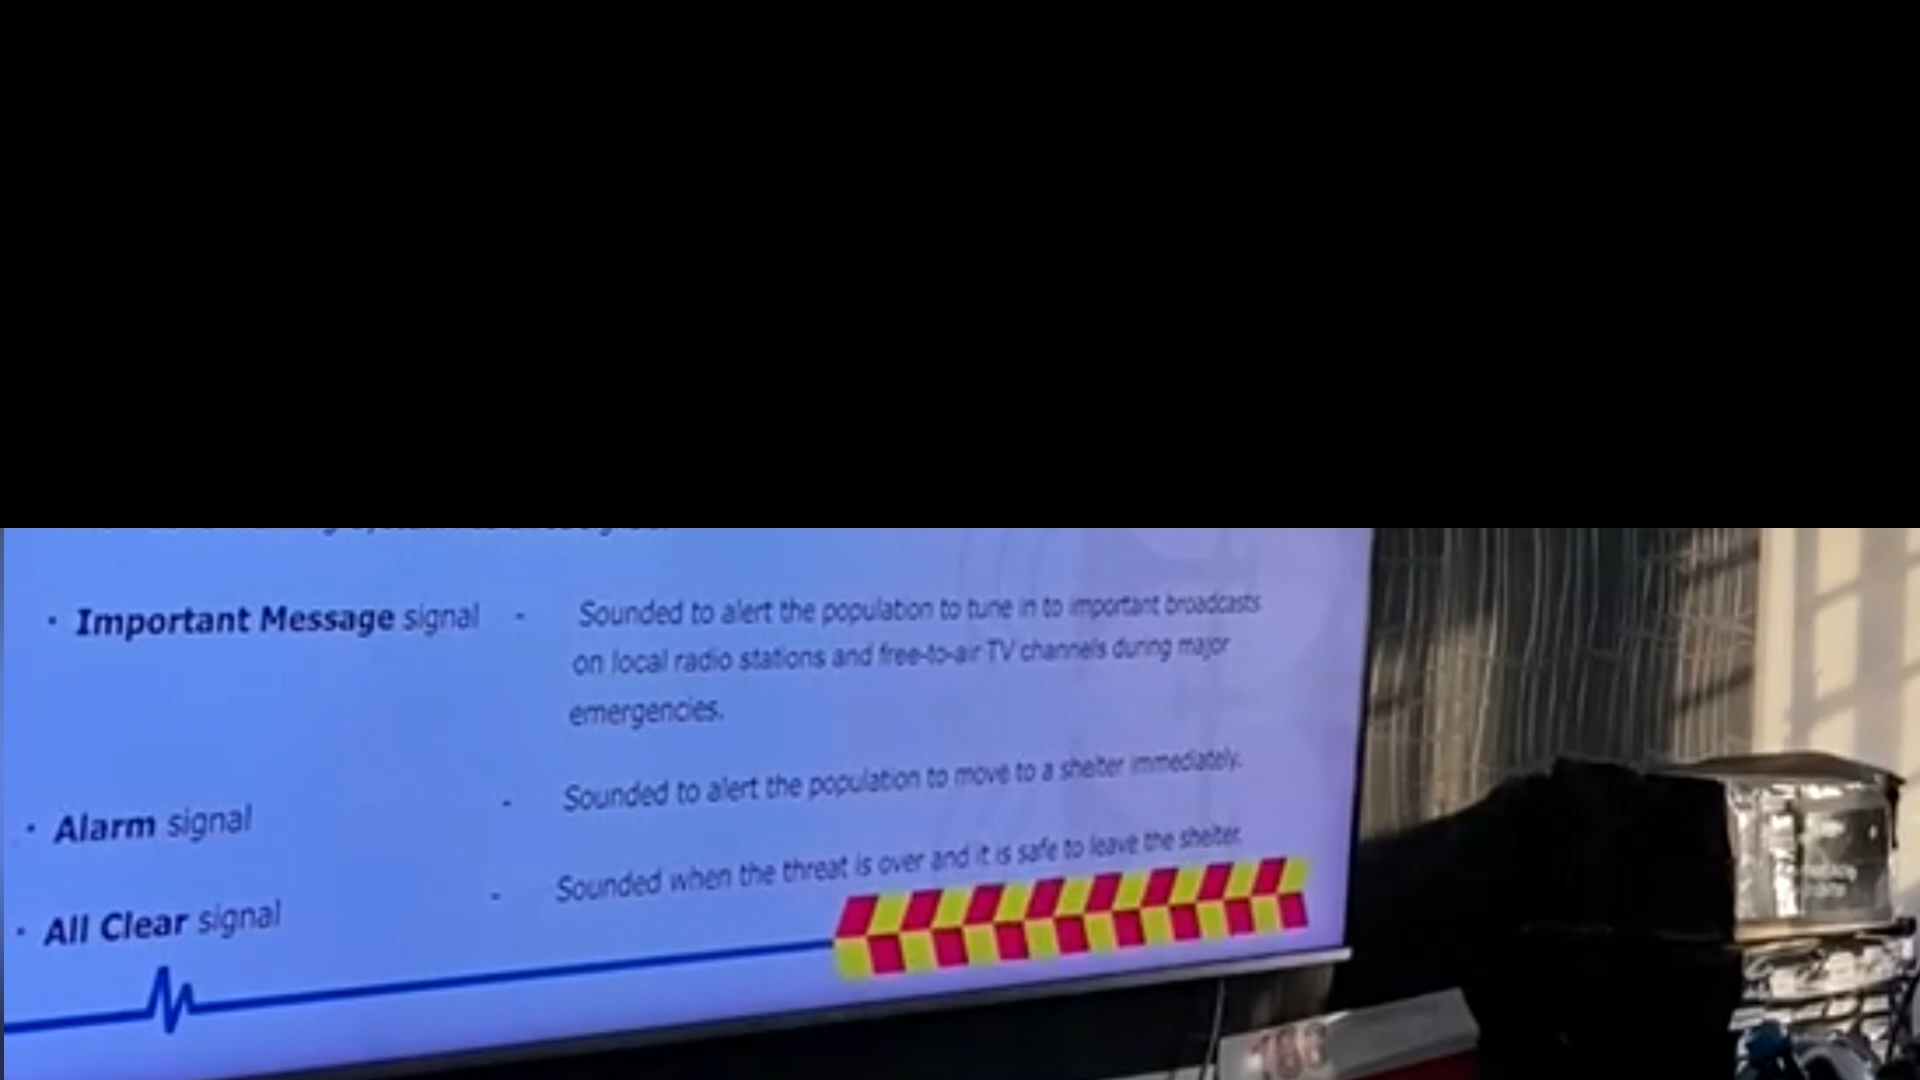 · Important Message signal - Sounded to alert the population to tune in to important broadcasts
on local radio stations and free-to-air TV channels during major
emergencies.
· Alarm signal - Sounded to alert the population to move to a shelter immediately.
· All Clear signal - Sounded when the threat is over and it is safe to leave the shelter.